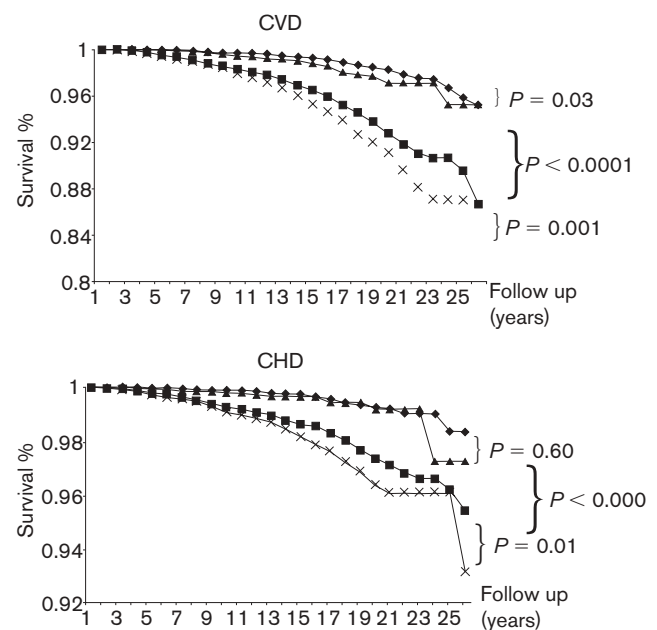 CVD
1
0.96
0.92
0.88
0.84
0.8
Survival %
P = 0.03
P < 0.0001
P = 0.001
1 3 5 7 9 11 13 15 17 19 21 23 25
Follow up
(years)
CHD
1
0.98
0.96
0.94
0.92
Survival %
P = 0.60
P < 0.000
P = 0.01
1 3 5 7 9 11 13 15 17 19 21 23 25
Follow up
(years)